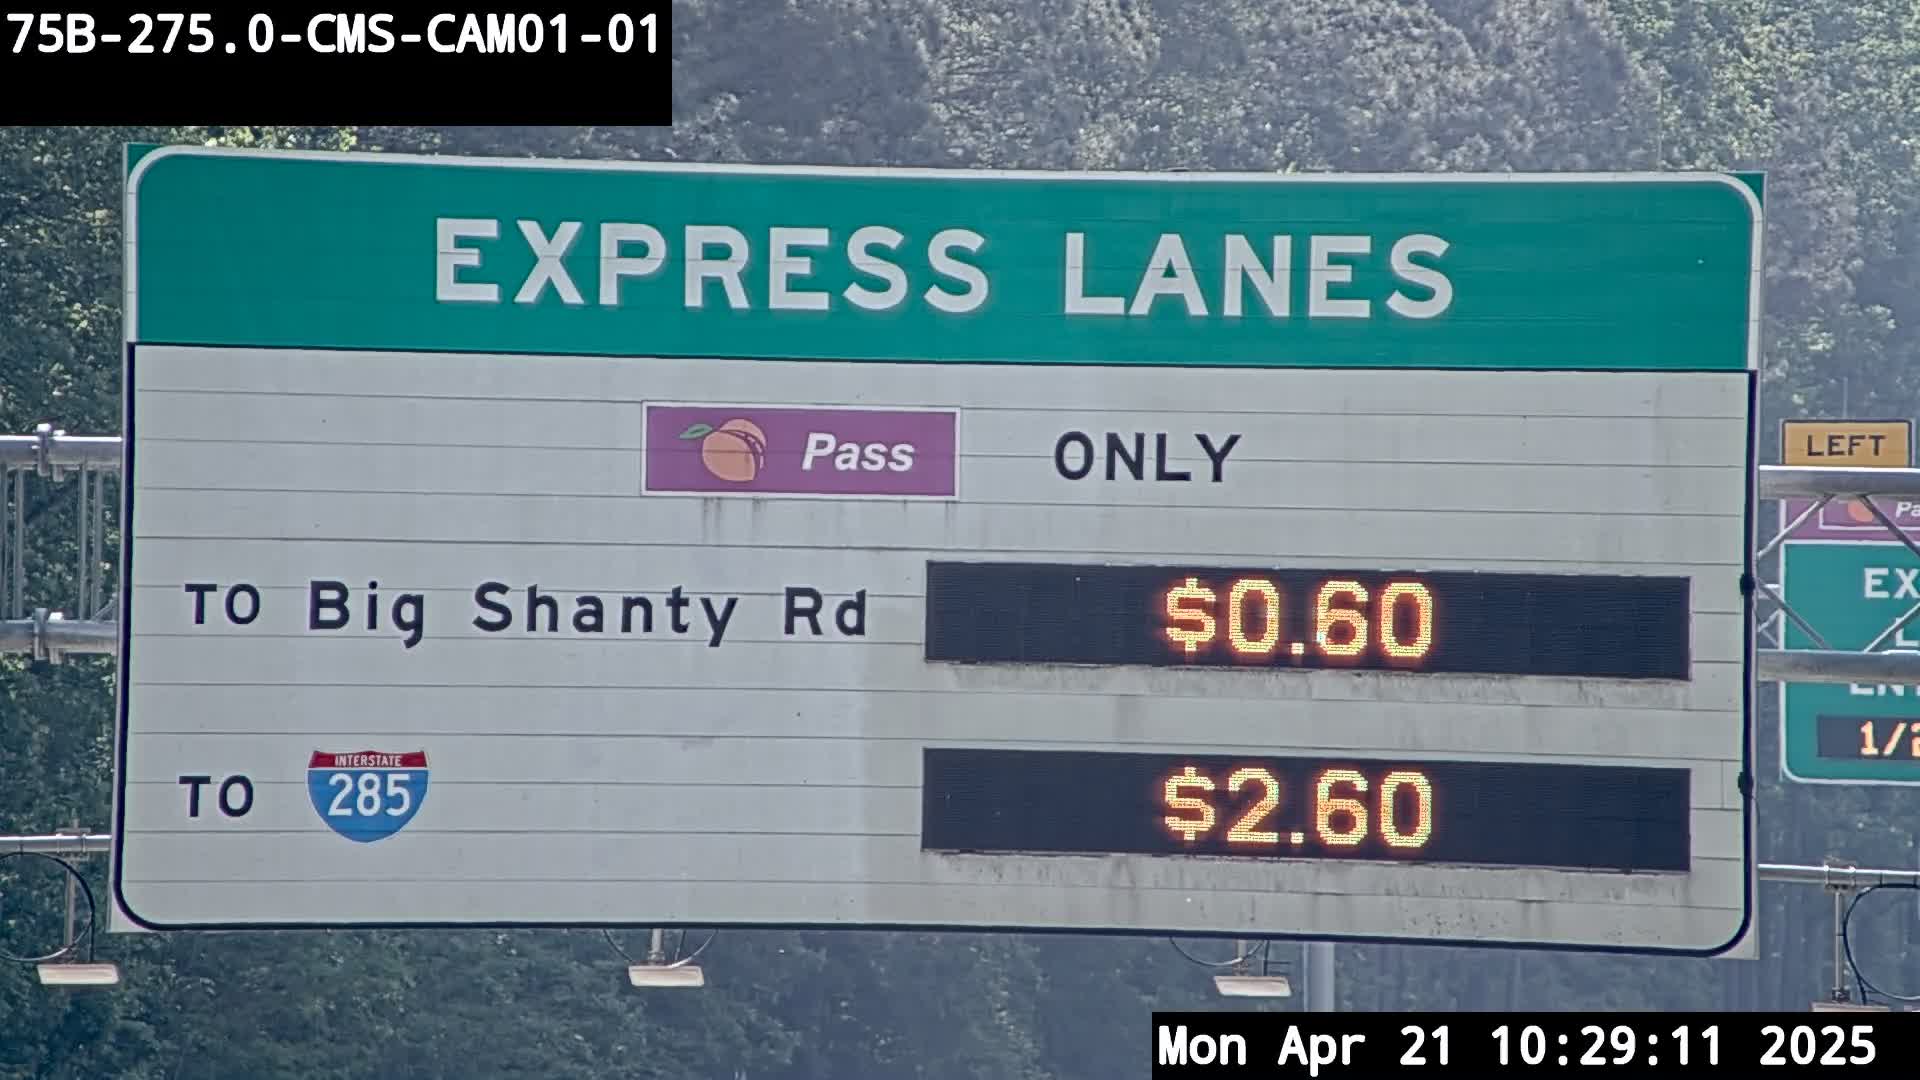 75B-275.0-CMS-CAM01-01
EXPRESS LANES
Pass ONLY
TO Big Shanty Rd $0.60
TO INTERSTATE 285 $2.60
LEFT
Mon Apr 21 10:29:11 2025